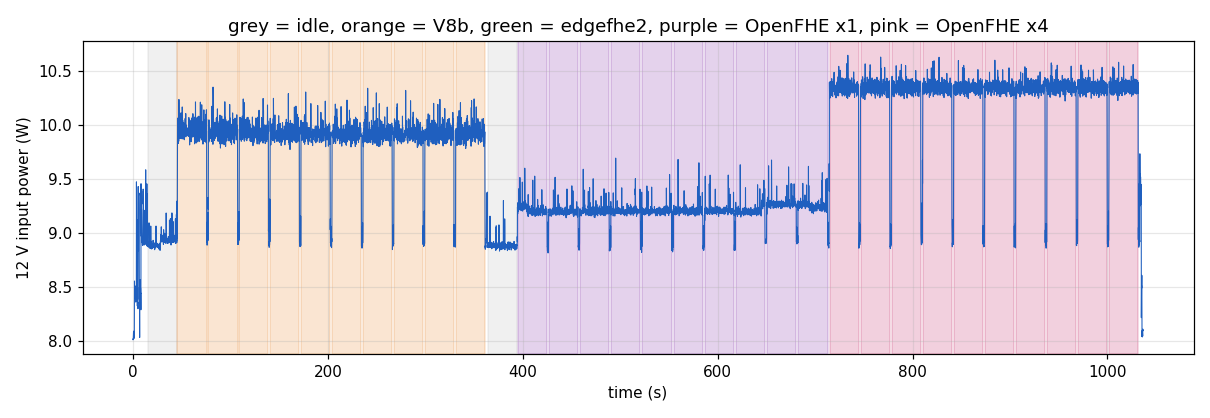 grey = idle, orange = V8b, green = edgefhe2, purple = OpenFHE x1, pink = OpenFHE x4
12 V input power (W)
10.5
10.0
9.5
9.0
8.5
8.0
0 200 400 600 800 1000
time (s)